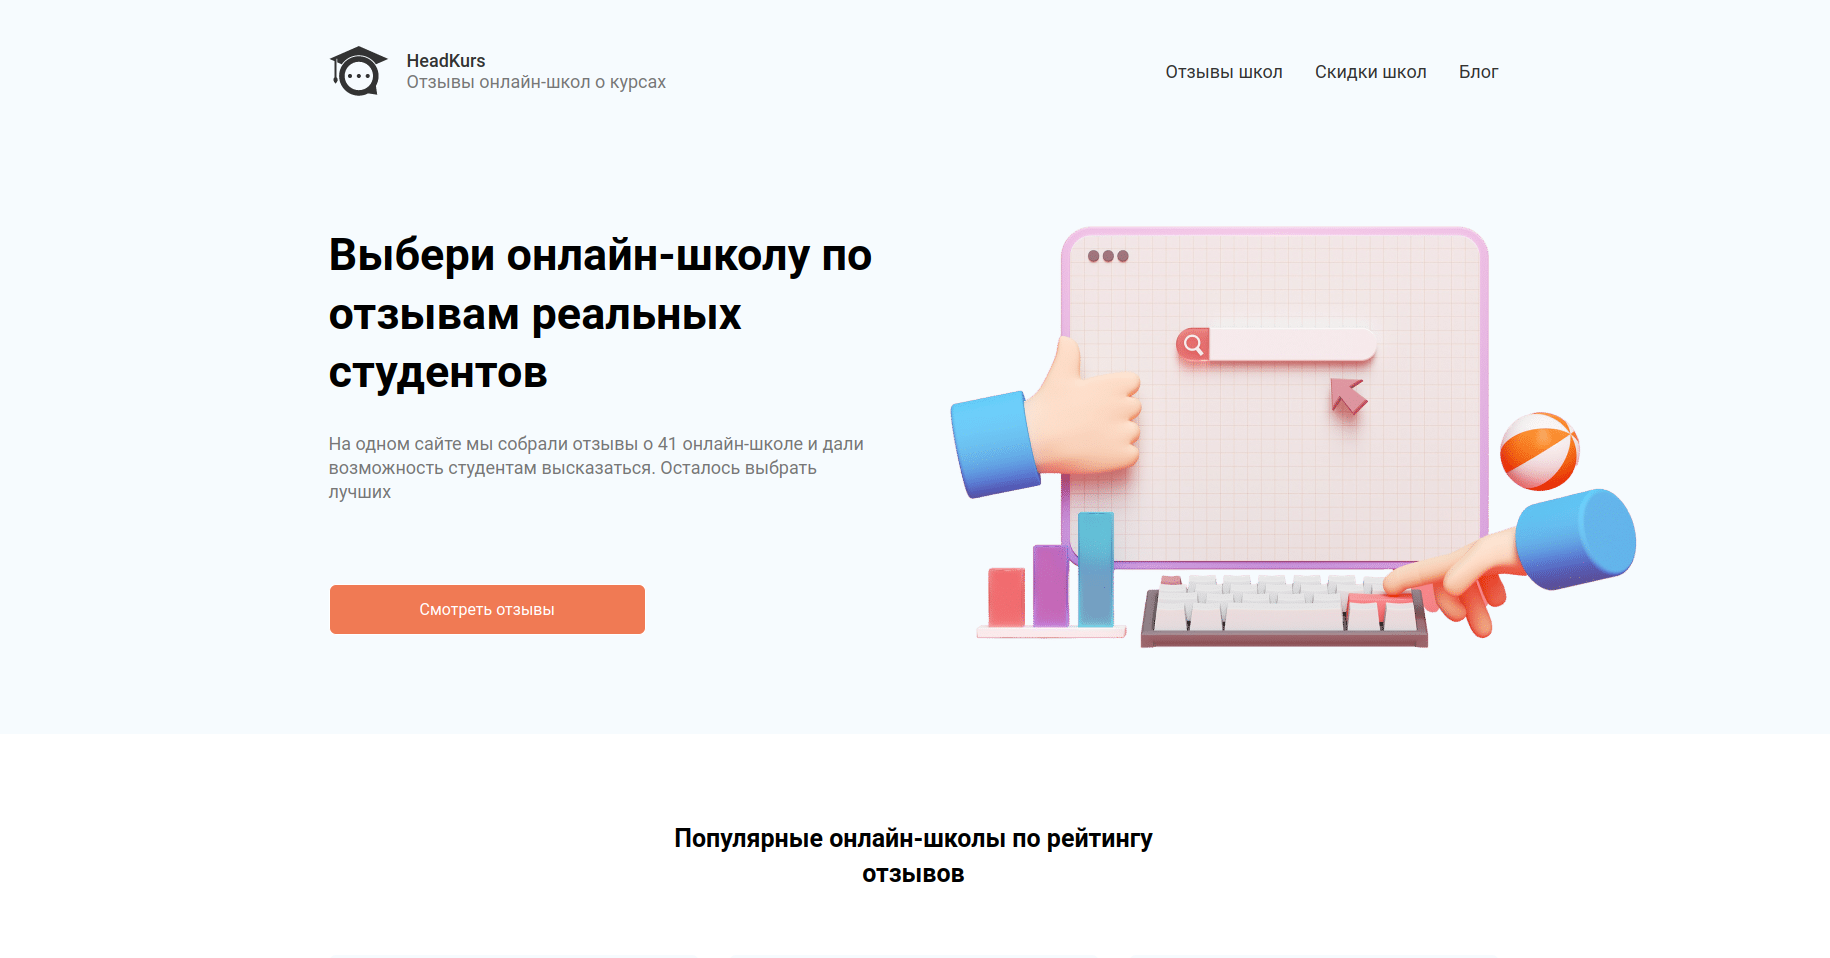 HeadKurs
Отзывы онлайн-школ о курсах
Отзывы школ
Скидки школ
Блог
Выбери онлайн-школу по
отзывам реальных
студентов
На одном сайте мы собрали отзывы о 41 онлайн-школе и дали
возможность студентам высказаться. Осталось выбрать
лучших
Смотреть отзывы
Популярные онлайн-школы по рейтингу
отзывов